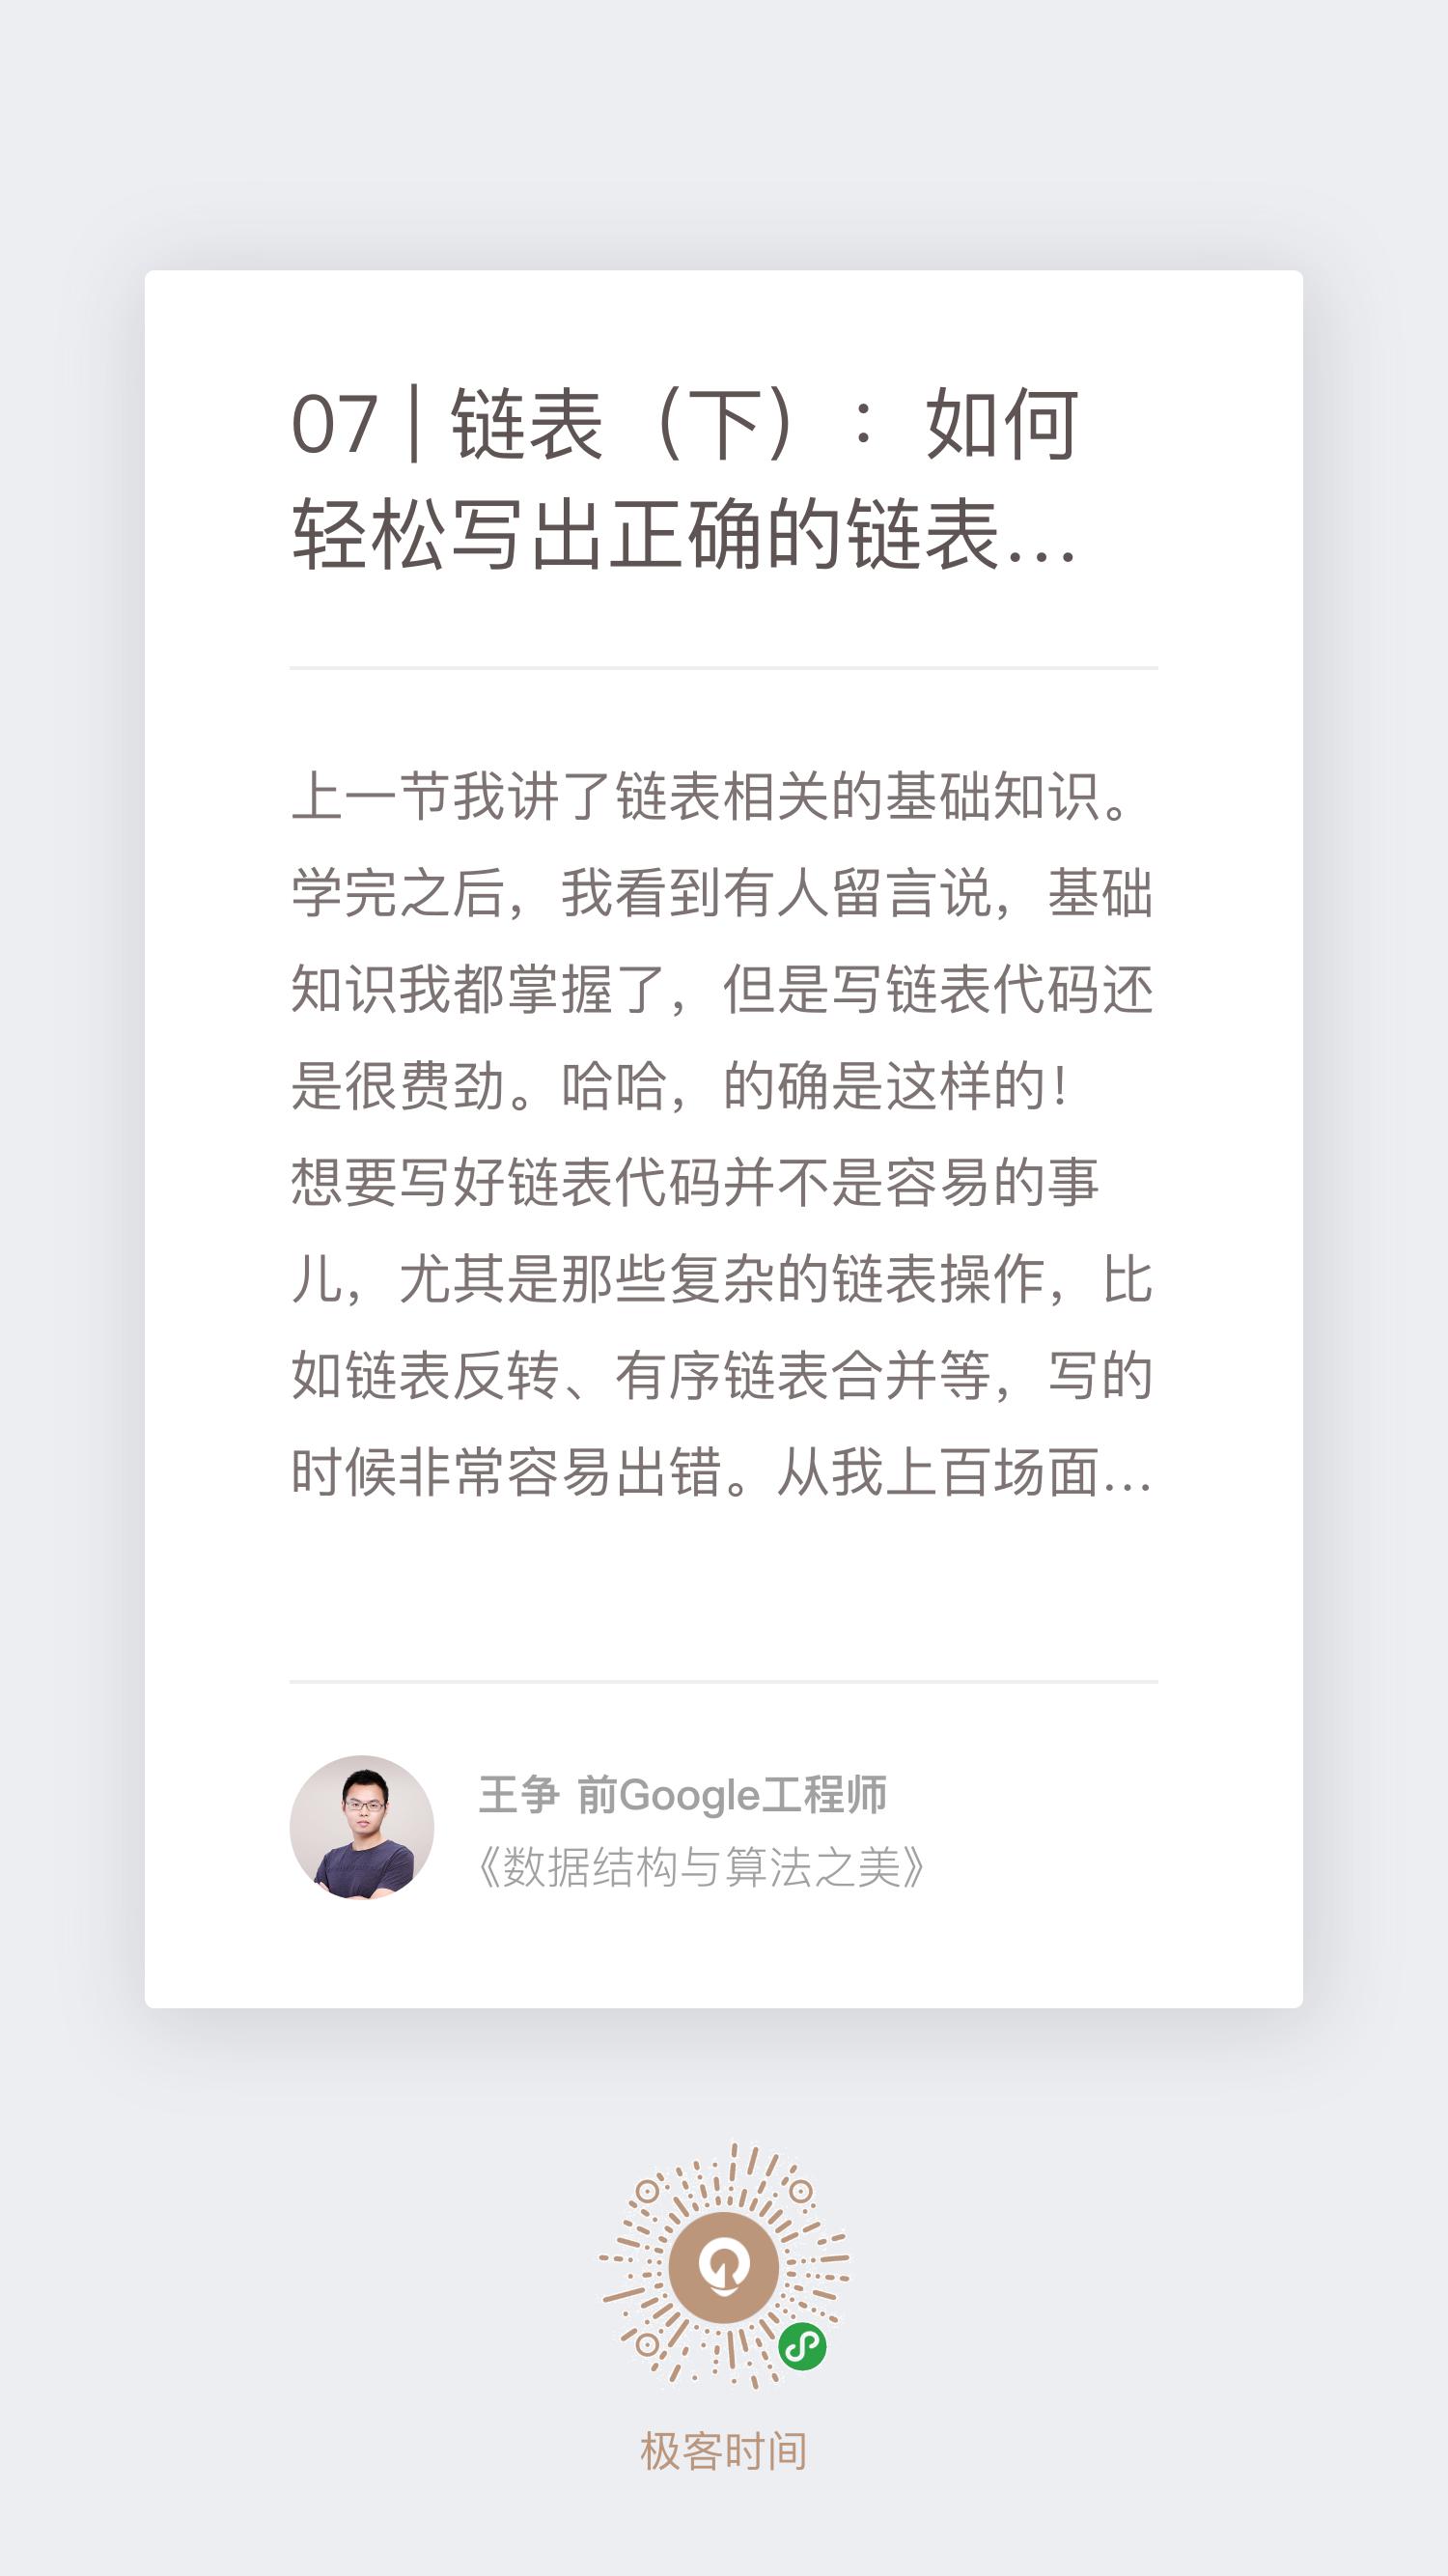 07 | 链表（下）：如何
轻松写出正确的链表...
上一节我讲了链表相关的基础知识。
学完之后，我看到有人留言说，基础
知识我都掌握了，但是写链表代码还
是很费劲。哈哈，的确是这样的！
想要写好链表代码并不是容易的事
儿，尤其是那些复杂的链表操作，比
如链表反转、有序链表合并等，写的
时候非常容易出错。从我上百场面...
王争 前Google工程师
《数据结构与算法之美》
极客时间